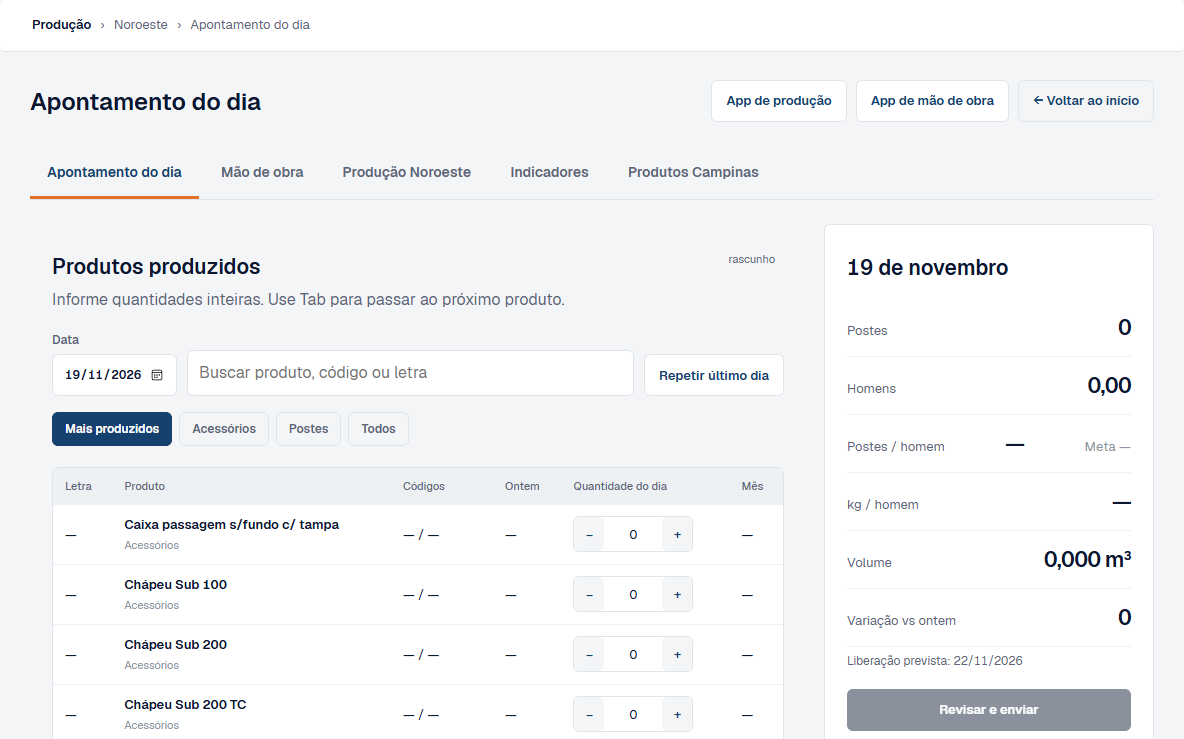 Produção › Noroeste › Apontamento do dia
Apontamento do dia
App de produção
App de mão de obra
← Voltar ao início
Apontamento do dia
Mão de obra
Produção Noroeste
Indicadores
Produtos Campinas
Produtos produzidos
rascunho
Informe quantidades inteiras. Use Tab para passar ao próximo produto.
Data
19/11/2026
Buscar produto, código ou letra
Repetir último dia
Mais produzidos
Acessórios
Postes
Todos
Letra Produto Códigos Ontem Quantidade do dia Mês
— Caixa passagem s/fundo c/ tampa — / — — − 0 + —
Acessórios
— Chápeu Sub 100 — / — — − 0 + —
Acessórios
— Chápeu Sub 200 — / — — − 0 + —
Acessórios
— Chápeu Sub 200 TC — / — — − 0 + —
Acessórios
19 de novembro
Postes 0
Homens 0,00
Postes / homem — Meta —
kg / homem —
Volume 0,000 m³
Variação vs ontem 0
Liberação prevista: 22/11/2026
Revisar e enviar